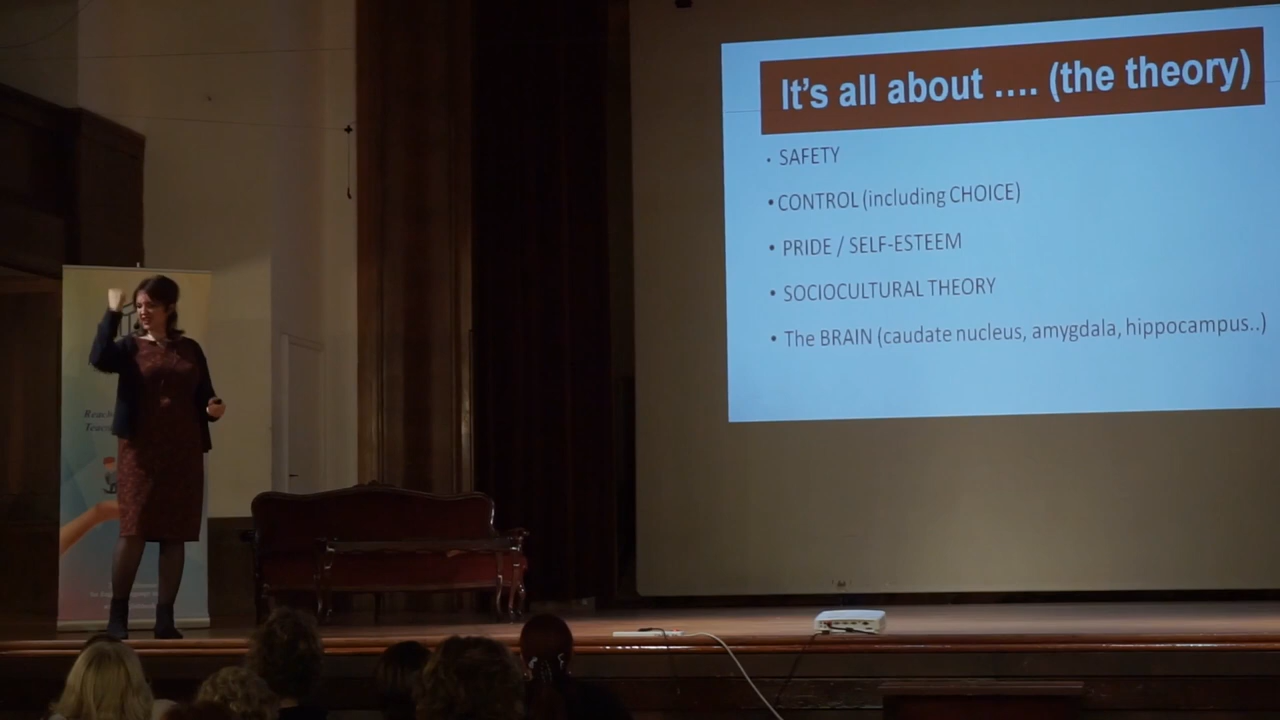 It's all about .... (the theory)
• SAFETY
• CONTROL (including CHOICE)
• PRIDE / SELF-ESTEEM
• SOCIOCULTURAL THEORY
• The BRAIN (caudate nucleus, amygdala, hippocampus..)